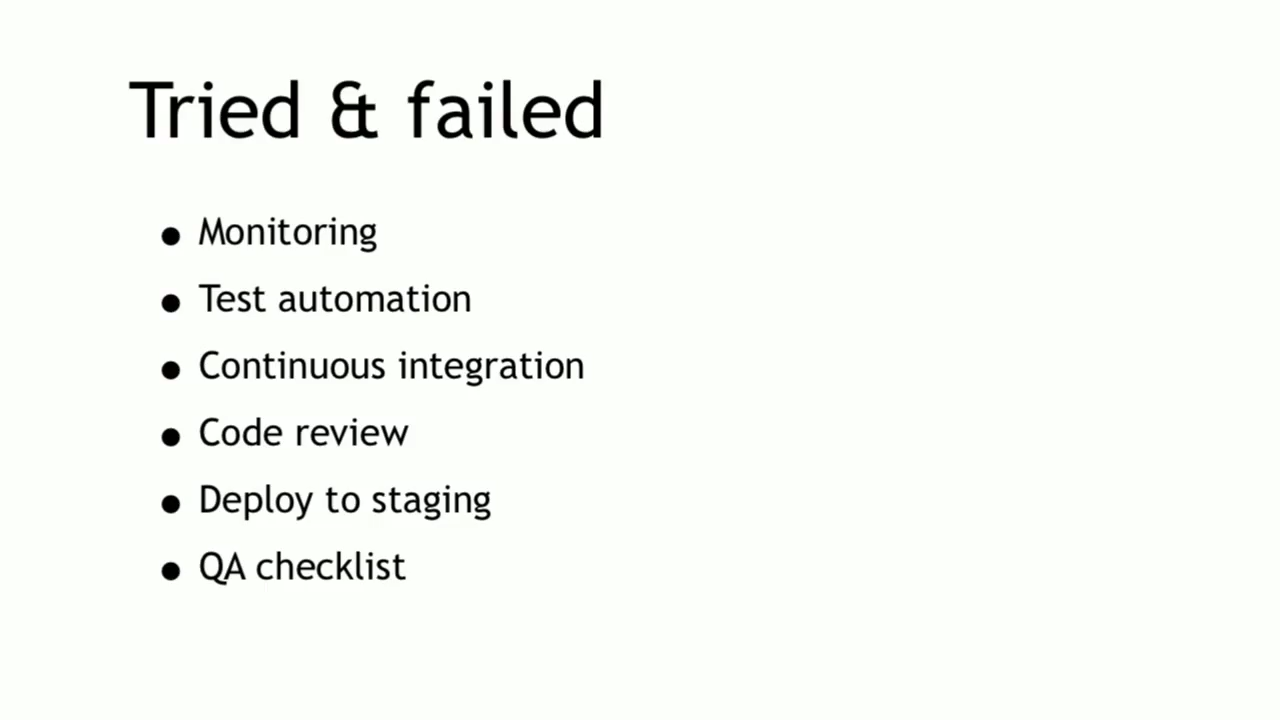 Tried & failed
• Monitoring
• Test automation
• Continuous integration
• Code review
• Deploy to staging
• QA checklist